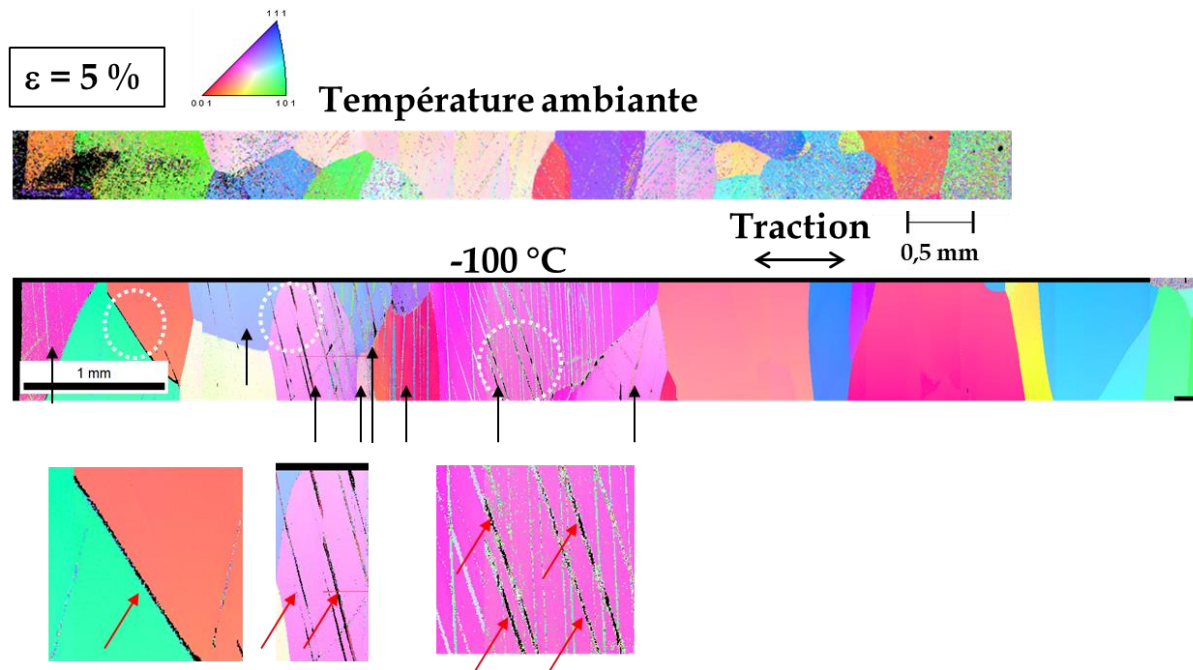 111
ε = 5 %
001
101
Température ambiante
Traction
0,5 mm
-100 °C
1 mm